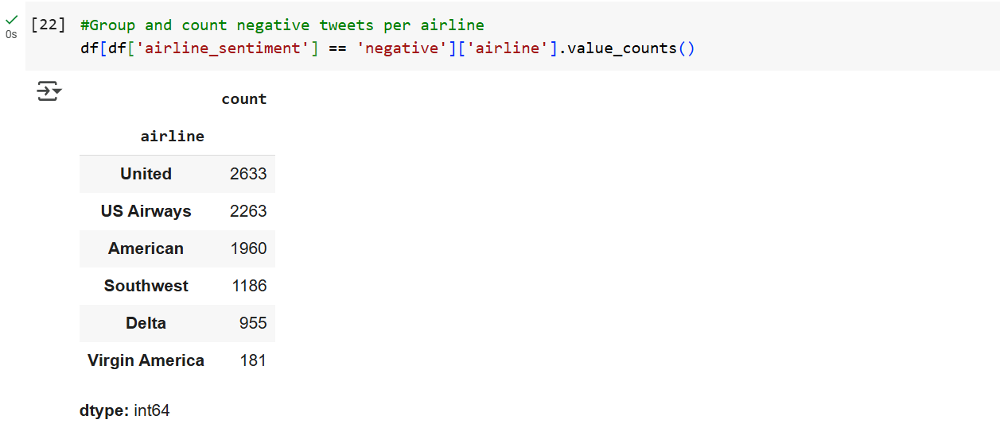 [22] #Group and count negative tweets per airline
df[df['airline_sentiment'] == 'negative']['airline'].value_counts()
0s
count
airline
United 2633
US Airways 2263
American 1960
Southwest 1186
Delta 955
Virgin America 181
dtype: int64